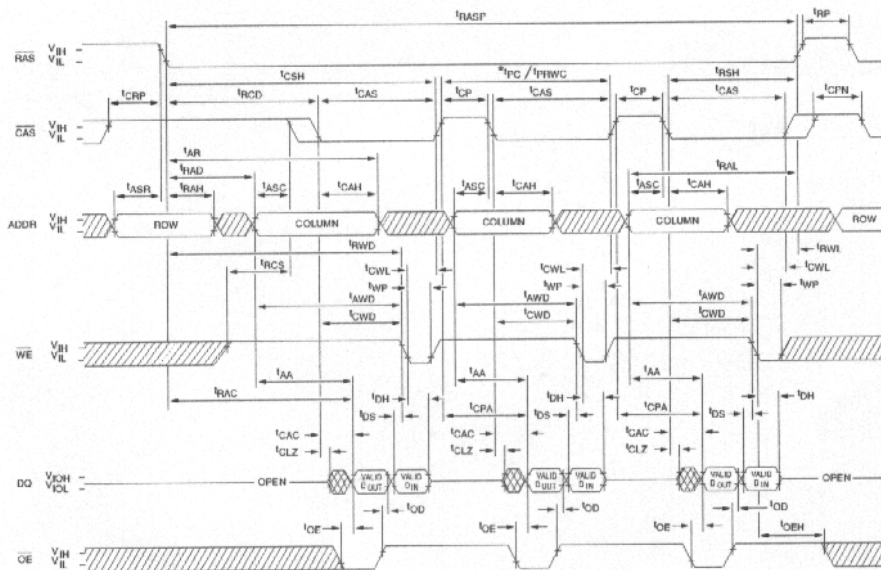 tRASP tRP
RAS VIH VIL
tCSH *tPC / tPRWC tRSH
tCRP tRCD tCAS tCP tCAS tCP tCAS tCPN
CAS VIH VIL
tAR
tRAD tRAL
tASR tRAH tASC tCAH tASC tCAH tASC tCAH
ADDR VIH VIL ROW COLUMN COLUMN COLUMN ROW
tRWD tRWL
tRCS tCWL tCWL tCWL
tWP tWP tWP
tAWD tAWD tAWD
tCWD tCWD tCWD
WE VIH VIL
tAA tAA tAA
tRAC tDH tDH tDH
tDS tCPA tDS tCPA tDS
tCAC tCAC tCAC
tCLZ tCLZ tCLZ
DQ VIOH VIOL OPEN VALID DOUT VALID DIN VALID DOUT VALID DIN VALID DOUT VALID DIN OPEN
tOD tOD tOD
tOE tOE tOE tOEH
OE VIH VIL